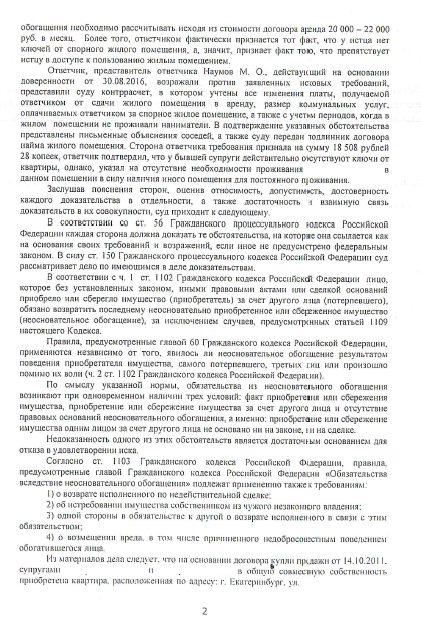 обогащения необходимо рассчитывать исходя из стоимости договора аренда 20 000 – 22 000
руб. в месяц. Более того, ответчиком фактически признается тот факт, что у истца нет
ключей от спорного жилого помещения, а, значит, признает факт того, что препятствует
истцу в доступе к пользованию жилым помещением.
Ответчик, представитель ответчика Наумов М. О., действующий на основании
доверенности от 30.08.2016, возражали против заявленных исковых требований,
представили суду контррасчет, в котором учтены все изменения платы, получаемой
ответчиком от сдачи жилого помещения в аренду, размер коммунальных услуг,
оплачиваемых ответчиком за спорное жилое помещение, а также с учетом периодов, когда в
жилом помещении не проживали наниматели. В подтверждение указанных обстоятельства
представлены письменные объяснения соседей, а также суду передан подлинник договора
найма жилого помещения. Сторона ответчика требования признала на сумму 18 508 рублей
28 копеек, ответчик подтвердил, что у бывшей супруги действительно отсутствуют ключи от
квартиры, однако, указал на отсутствие необходимости проживания в
данном помещении в силу наличия иного помещения для постоянного проживания.
Заслушав пояснения сторон, оценив относимость, допустимость, достоверность
каждого доказательства в отдельности, а также достаточность и взаимную связь
доказательств в их совокупности, суд приходит к следующему.
В соответствии со ст. 56 Гражданского процессуального кодекса Российской
Федерации каждая сторона должна доказать те обстоятельства, на которые она ссылается как
на основания своих требований и возражений, если иное не предусмотрено федеральным
законом. В силу ст. 150 Гражданского процессуального кодекса Российской Федерации суд
рассматривает дело по имеющимся в деле доказательствам.
В соответствии с ч. 1 ст. 1102 Гражданского кодекса Российской Федерации лицо,
которое без установленных законом, иными правовыми актами или сделкой оснований
приобрело или сберегло имущество (приобретатель) за счет другого лица (потерпевшего),
обязано возвратить последнему неосновательно приобретенное или сбереженное имущество
(неосновательное обогащение), за исключением случаев, предусмотренных статьей 1109
настоящего Кодекса.
Правила, предусмотренные главой 60 Гражданского кодекса Российской Федерации,
применяются независимо от того, явилось ли неосновательное обогащение результатом
поведения приобретателя имущества, самого потерпевшего, третьих лиц или произошло
помимо их воли (ч. 2 ст. 1102 Гражданского кодекса Российской Федерации).
По смыслу указанной нормы, обязательства из неосновательного обогащения
возникают при одновременном наличии трех условий: факт приобретения или сбережения
имущества, приобретение или сбережение имущества за счет другого лица и отсутствие
правовых оснований неосновательного обогащения, а именно: приобретение или сбережение
имущества одним лицом за счет другого лица не основано ни на законе, ни на сделке.
Недоказанность одного из этих обстоятельств является достаточным основанием для
отказа в удовлетворении иска.
Согласно ст. 1103 Гражданского кодекса Российской Федерации, правила,
предусмотренные главой Гражданского кодекса Российской Федерации «Обязательства
вследствие неосновательного обогащения» подлежат применению также к требованиям:
1) о возврате исполненного по недействительной сделке;
2) об истребовании имущества собственником из чужого незаконного владения;
3) одной стороны в обязательстве к другой о возврате исполненного в связи с этим
обязательством;
4) о возмещении вреда, в том числе причиненного недобросовестным поведением
обогатившегося лица.
Из материалов дела следует, что на основании договора купли продажи от 14.10.2011,
супругами и в общую совместную собственность
приобретена квартира, расположенная по адресу: г. Екатеринбург, ул.
2